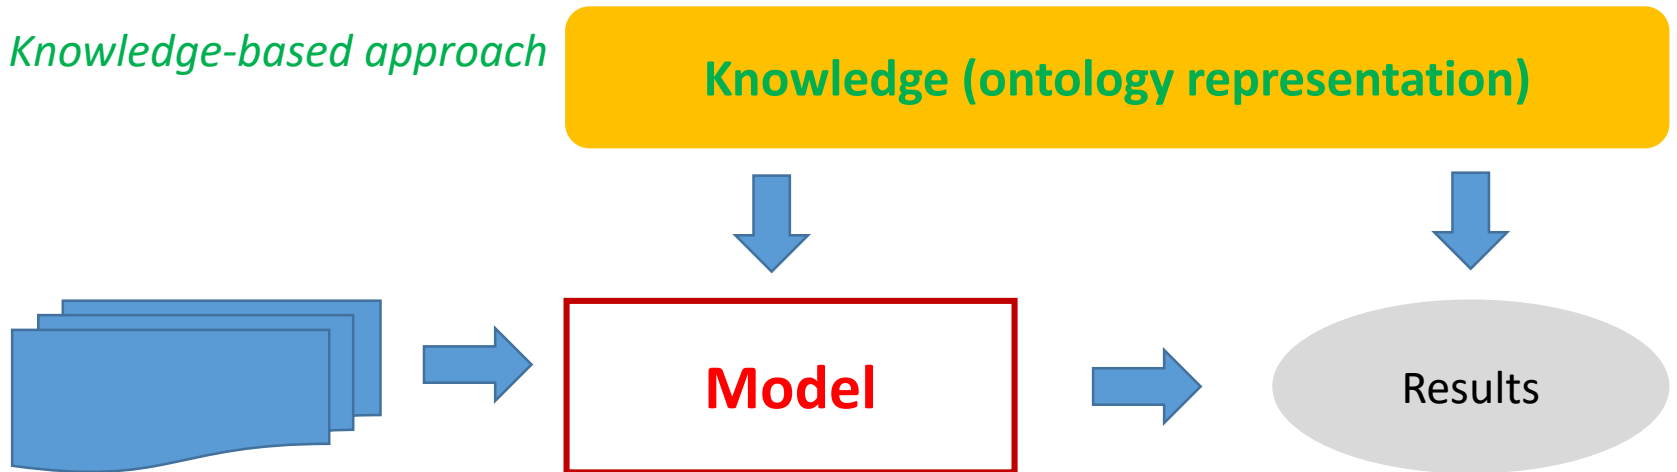 Knowledge-based approach
Knowledge (ontology representation)
Model
Results